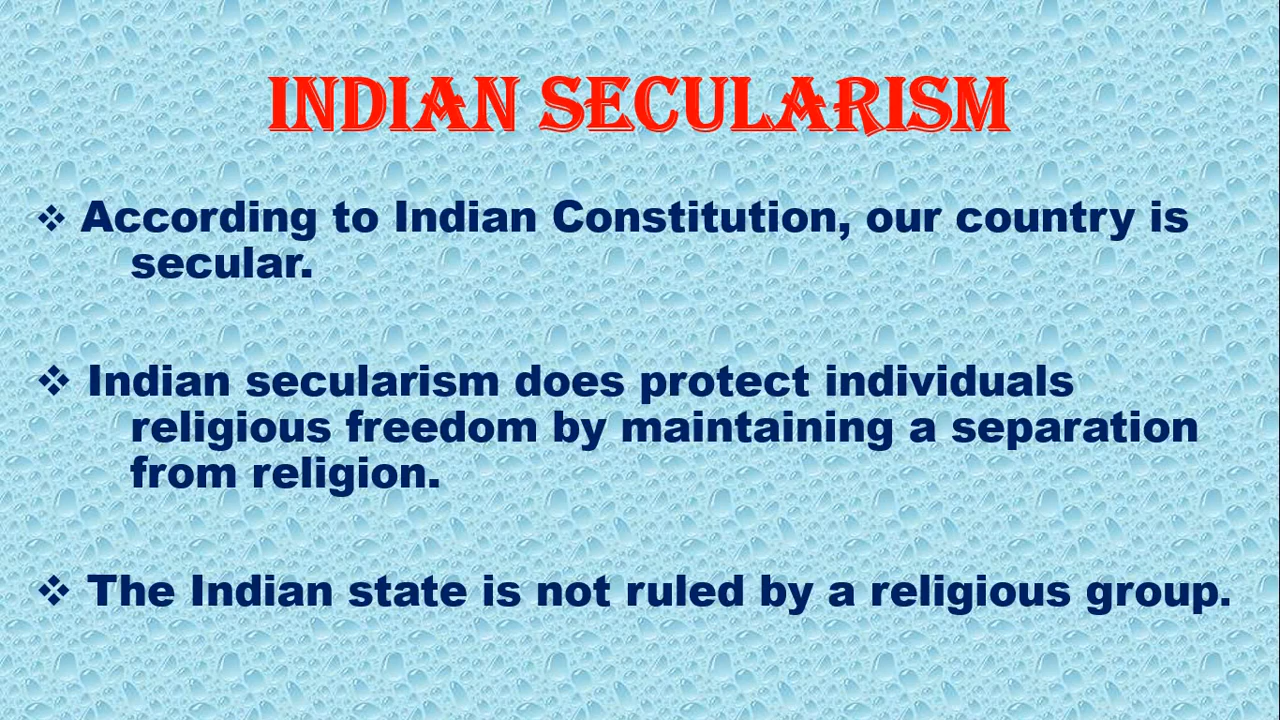 INDIAN SECULARISM
❖ According to Indian Constitution, our country is
secular.
❖ Indian secularism does protect individuals
religious freedom by maintaining a separation
from religion.
❖ The Indian state is not ruled by a religious group.